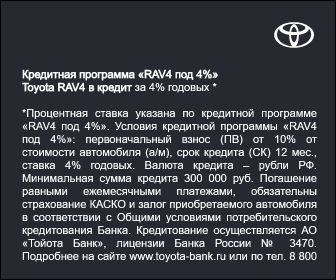 Кредитная программа «RAV4 под 4%»
Toyota RAV4 в кредит за 4% годовых *
*Процентная ставка указана по кредитной программе
«RAV4 под 4%». Условия кредитной программы «RAV4
под 4%»: первоначальный взнос (ПВ) от 10% от
стоимости автомобиля (а/м), срок кредита (СК) 12 мес.,
ставка 4% годовых. Валюта кредита – рубли РФ.
Минимальная сумма кредита 300 000 руб. Погашение
равными ежемесячными платежами, обязательны
страхование КАСКО и залог приобретаемого автомобиля
в соответствии с Общими условиями потребительского
кредитования Банка. Кредитование осуществляется АО
«Тойота Банк», лицензии Банка России № 3470.
Подробнее на сайте www.toyota-bank.ru или по тел. 8 800